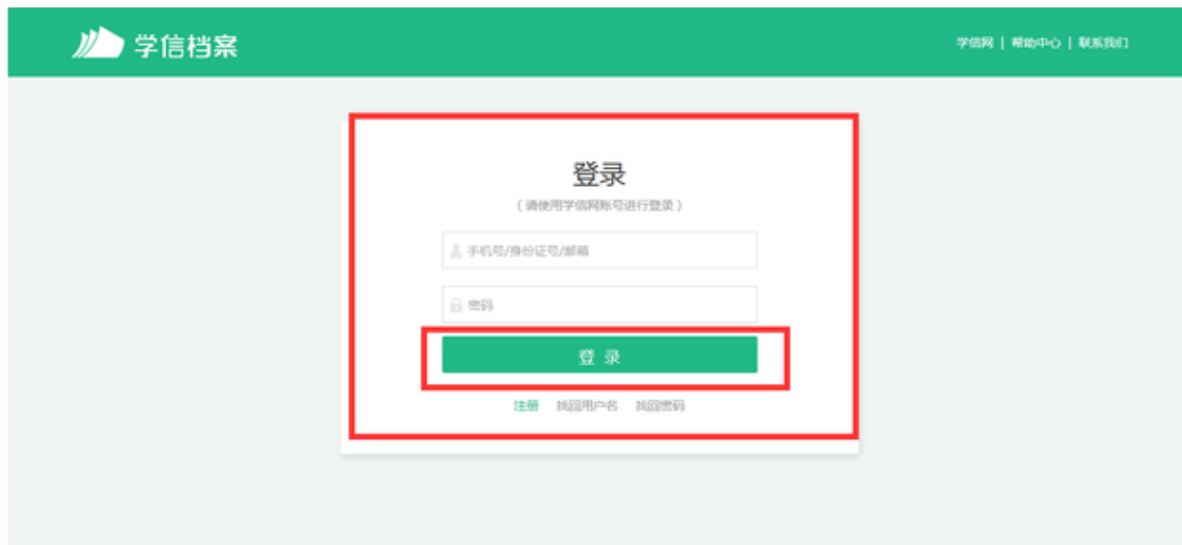 学信档案
学信网 | 帮助中心 | 联系我们
登录
（请使用学信网账号进行登录）
手机号/身份证号/邮箱
密码
登 录
注册 找回用户名 找回密码